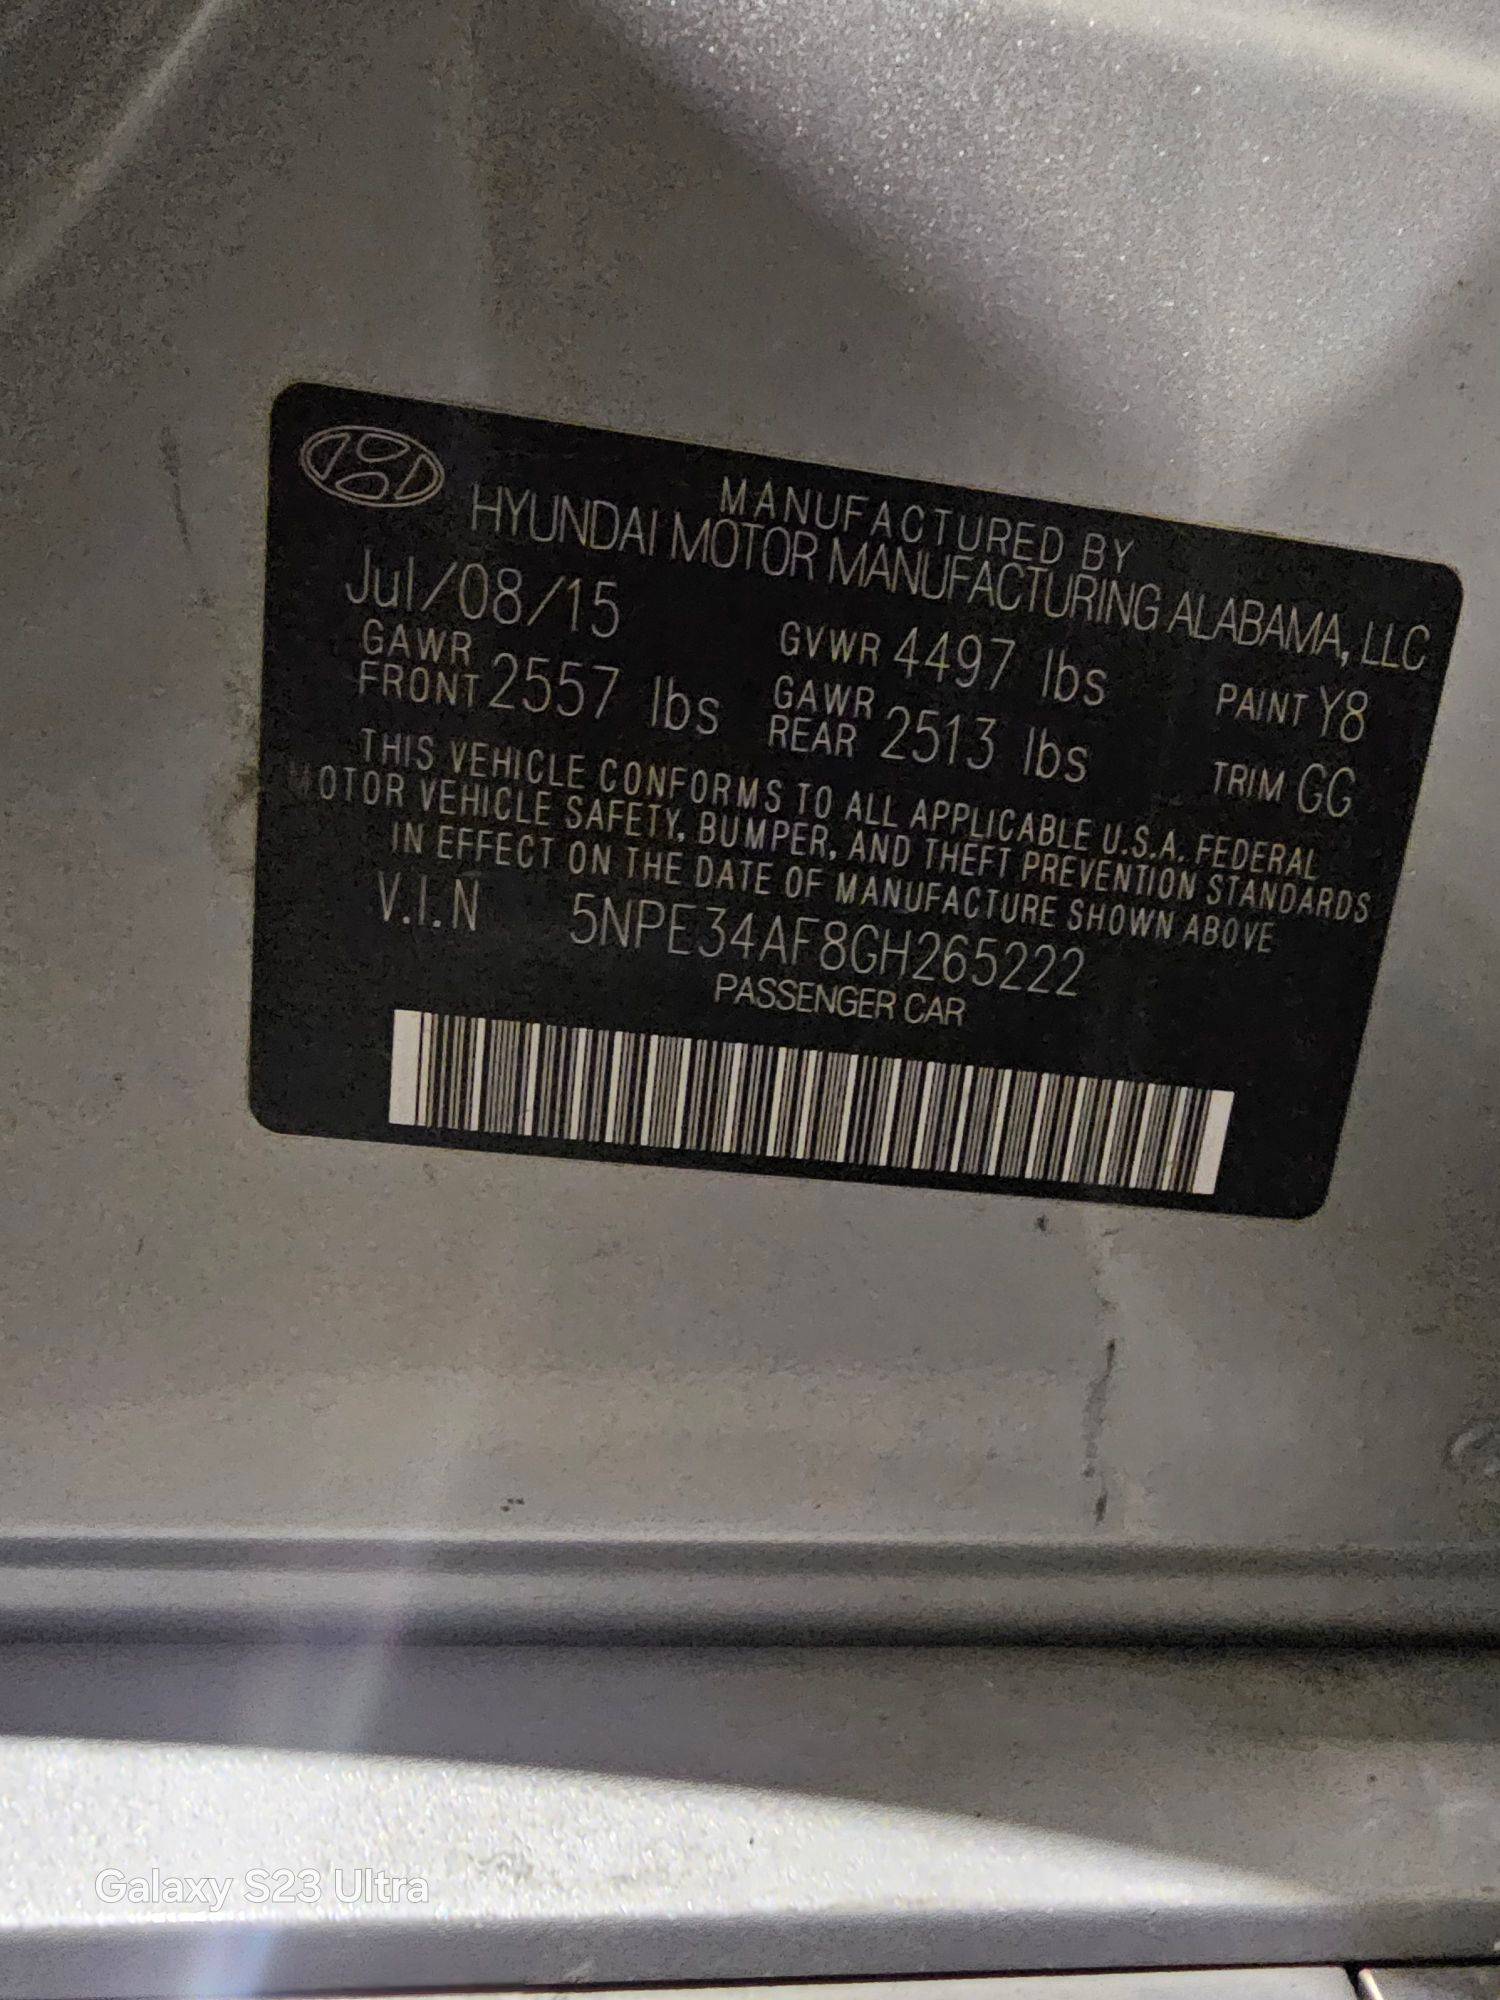 MANUFACTURED BY
HYUNDAI MOTOR MANUFACTURING ALABAMA, LLC
Jul/08/15 GVWR 4497 lbs PAINT Y8
GAWR FRONT 2557 lbs GAWR REAR 2513 lbs TRIM GG
THIS VEHICLE CONFORMS TO ALL APPLICABLE U.S.A. FEDERAL
MOTOR VEHICLE SAFETY, BUMPER, AND THEFT PREVENTION STANDARDS
IN EFFECT ON THE DATE OF MANUFACTURE SHOWN ABOVE
V.I.N 5NPE34AF8GH265222
PASSENGER CAR
Galaxy S23 Ultra